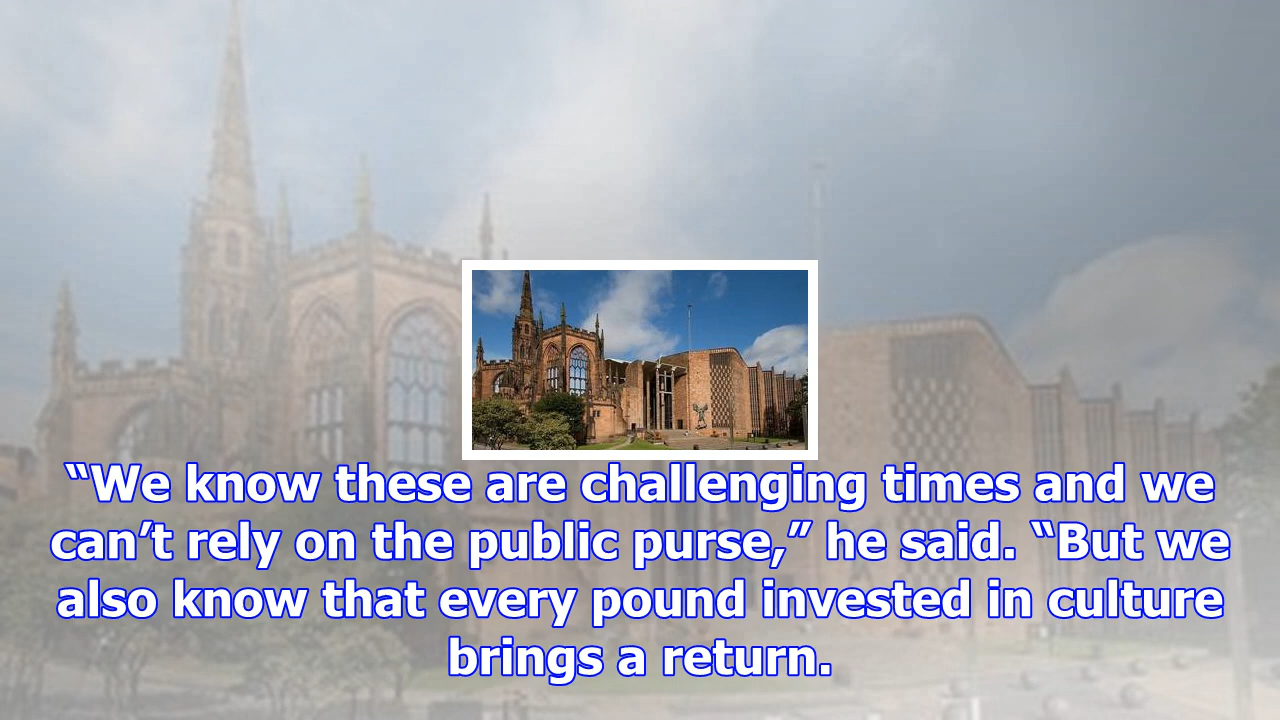 “We know these are challenging times and we
can’t rely on the public purse,” he said. “But we
also know that every pound invested in culture
brings a return.